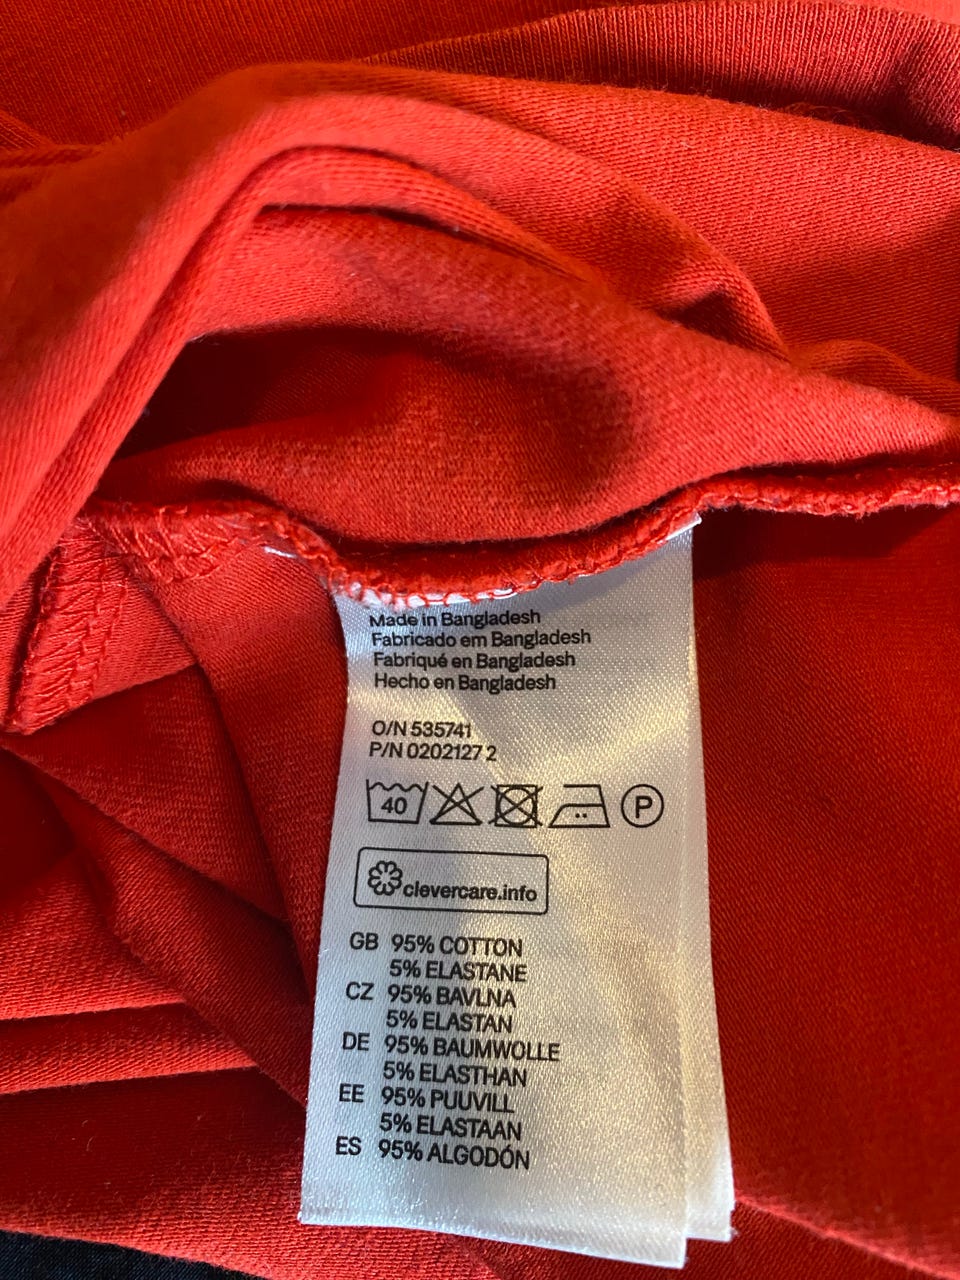 Made in Bangladesh
Fabricado em Bangladesh
Fabriqué en Bangladesh
Hecho en Bangladesh
O/N 535741
P/N 0202127 2
40 P
clevercare.info
GB 95% COTTON
5% ELASTANE
CZ 95% BAVLNA
5% ELASTAN
DE 95% BAUMWOLLE
5% ELASTHAN
EE 95% PUUVILL
5% ELASTAAN
ES 95% ALGODÓN